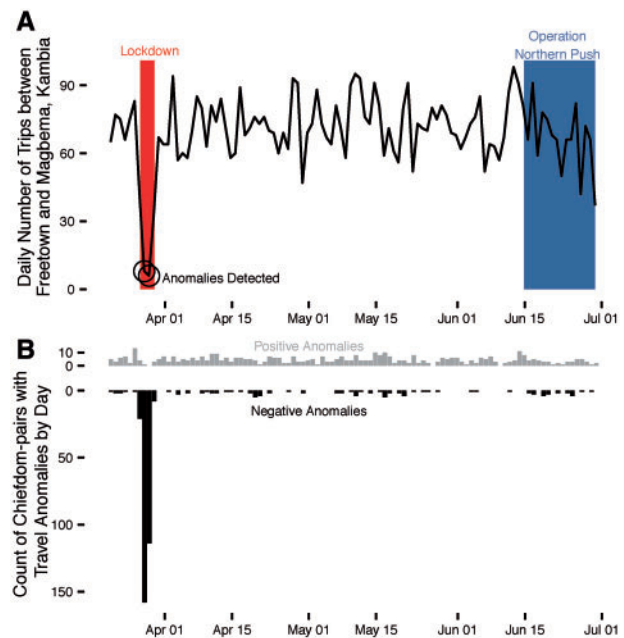 A
Lockdown
Operation
Northern Push
Daily Number of Trips between
Freetown and Magbema, Kambia
90
60
30
0
Anomalies Detected
Apr 01
Apr 15
May 01
May 15
Jun 01
Jun 15
Jul 01
B
Count of Chiefdom-pairs with
Travel Anomalies by Day
Positive Anomalies
10
0
0
Negative Anomalies
50
100
150
Apr 01
Apr 15
May 01
May 15
Jun 01
Jun 15
Jul 01